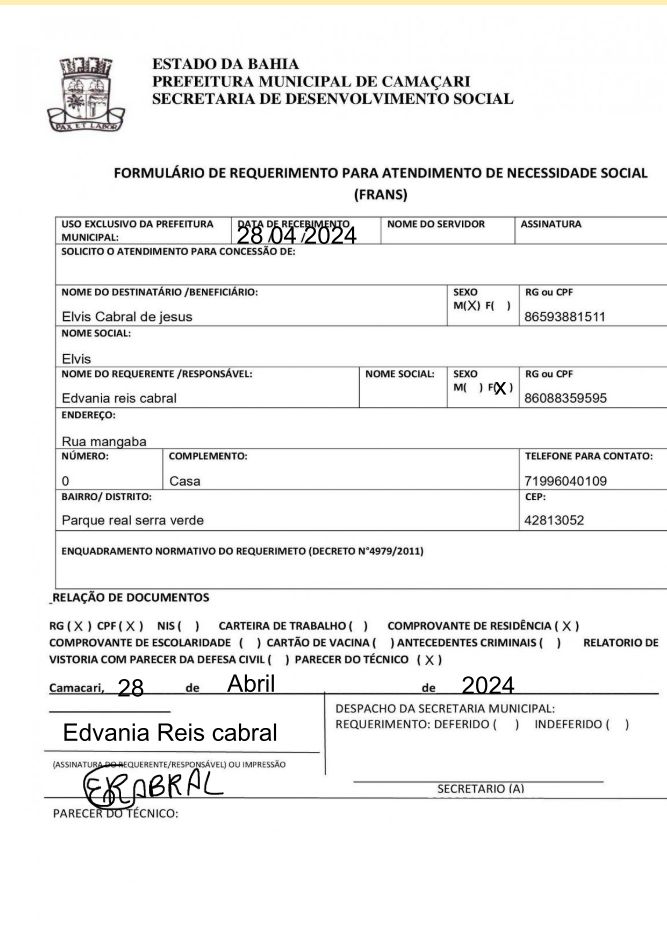 ESTADO DA BAHIA
PREFEITURA MUNICIPAL DE CAMAÇARI
SECRETARIA DE DESENVOLVIMENTO SOCIAL
PAX ET LABOR
FORMULÁRIO DE REQUERIMENTO PARA ATENDIMENTO DE NECESSIDADE SOCIAL
(FRANS)
USO EXCLUSIVO DA PREFEITURA MUNICIPAL: DATA DE RECEBIMENTO NOME DO SERVIDOR ASSINATURA
28/04/2024
SOLICITO O ATENDIMENTO PARA CONCESSÃO DE:
NOME DO DESTINATÁRIO /BENEFICIÁRIO: SEXO RG ou CPF
M(X) F( )
Elvis Cabral de jesus 86593881511
NOME SOCIAL:
Elvis
NOME DO REQUERENTE /RESPONSÁVEL: NOME SOCIAL: SEXO RG ou CPF
M( ) F(X)
Edvania reis cabral 86088359595
ENDEREÇO:
Rua mangaba
NÚMERO: COMPLEMENTO: TELEFONE PARA CONTATO:
0 Casa 71996040109
BAIRRO/ DISTRITO: CEP:
Parque real serra verde 42813052
ENQUADRAMENTO NORMATIVO DO REQUERIMETO (DECRETO N°4979/2011)
RELAÇÃO DE DOCUMENTOS
RG ( X ) CPF ( X ) NIS ( ) CARTEIRA DE TRABALHO ( ) COMPROVANTE DE RESIDÊNCIA ( X )
COMPROVANTE DE ESCOLARIDADE ( ) CARTÃO DE VACINA ( ) ANTECEDENTES CRIMINAIS ( ) RELATORIO DE
VISTORIA COM PARECER DA DEFESA CIVIL ( ) PARECER DO TÉCNICO ( X )
Camacari, 28 de Abril de 2024
DESPACHO DA SECRETARIA MUNICIPAL:
REQUERIMENTO: DEFERIDO ( ) INDEFERIDO ( )
Edvania Reis cabral
(ASSINATURA DO REQUERENTE/RESPONSÁVEL) OU IMPRESSÃO
ERCABRAL
SECRETARIO (A)
PARECER DO TÉCNICO: